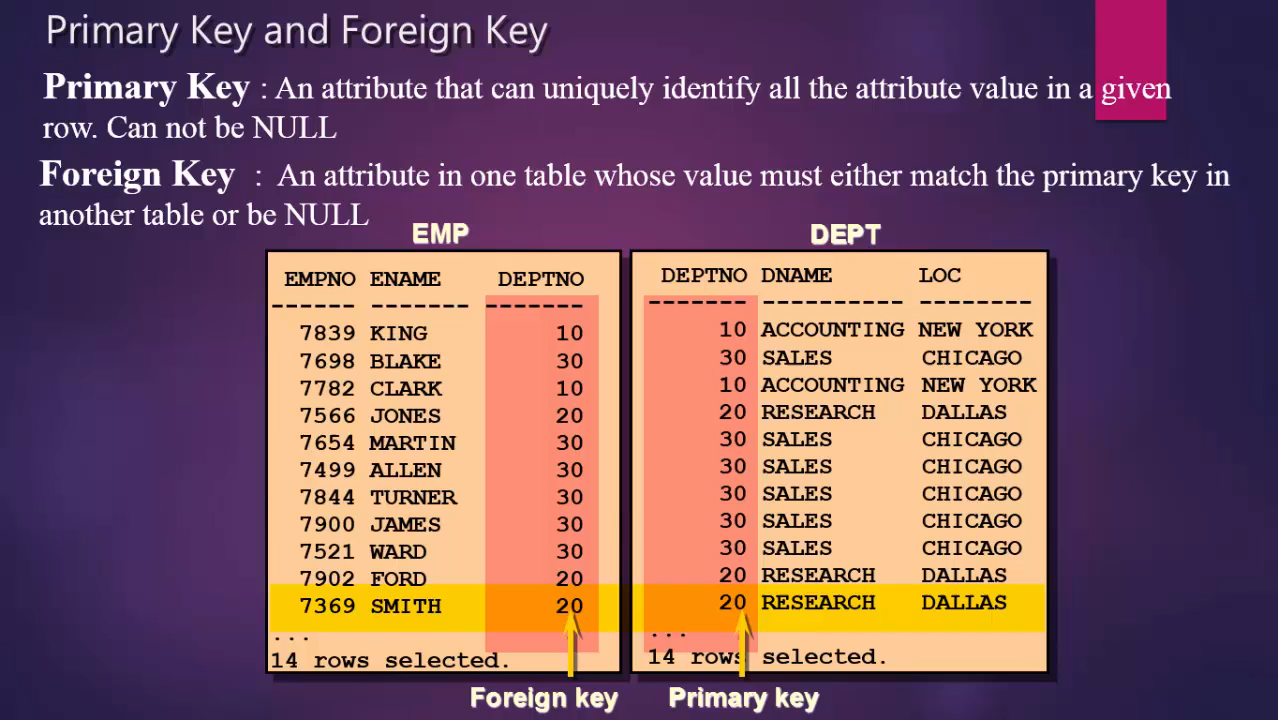 Primary Key and Foreign Key
Primary Key : An attribute that can uniquely identify all the attribute value in a given
row. Can not be NULL
Foreign Key : An attribute in one table whose value must either match the primary key in
another table or be NULL
EMP
EMPNO ENAME DEPTNO
------ ------- -------
7839 KING 10
7698 BLAKE 30
7782 CLARK 10
7566 JONES 20
7654 MARTIN 30
7499 ALLEN 30
7844 TURNER 30
7900 JAMES 30
7521 WARD 30
7902 FORD 20
7369 SMITH 20
...
14 rows selected.
Foreign key
DEPT
DEPTNO DNAME LOC
------- ---------- --------
10 ACCOUNTING NEW YORK
30 SALES CHICAGO
10 ACCOUNTING NEW YORK
20 RESEARCH DALLAS
30 SALES CHICAGO
30 SALES CHICAGO
30 SALES CHICAGO
30 SALES CHICAGO
30 SALES CHICAGO
20 RESEARCH DALLAS
20 RESEARCH DALLAS
...
14 rows selected.
Primary key